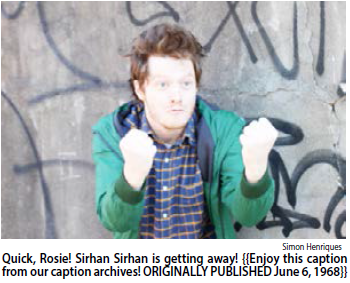 Simon Henriques
Quick, Rosie! Sirhan Sirhan is getting away! {{Enjoy this caption
from our caption archives! ORIGINALLY PUBLISHED June 6, 1968}}